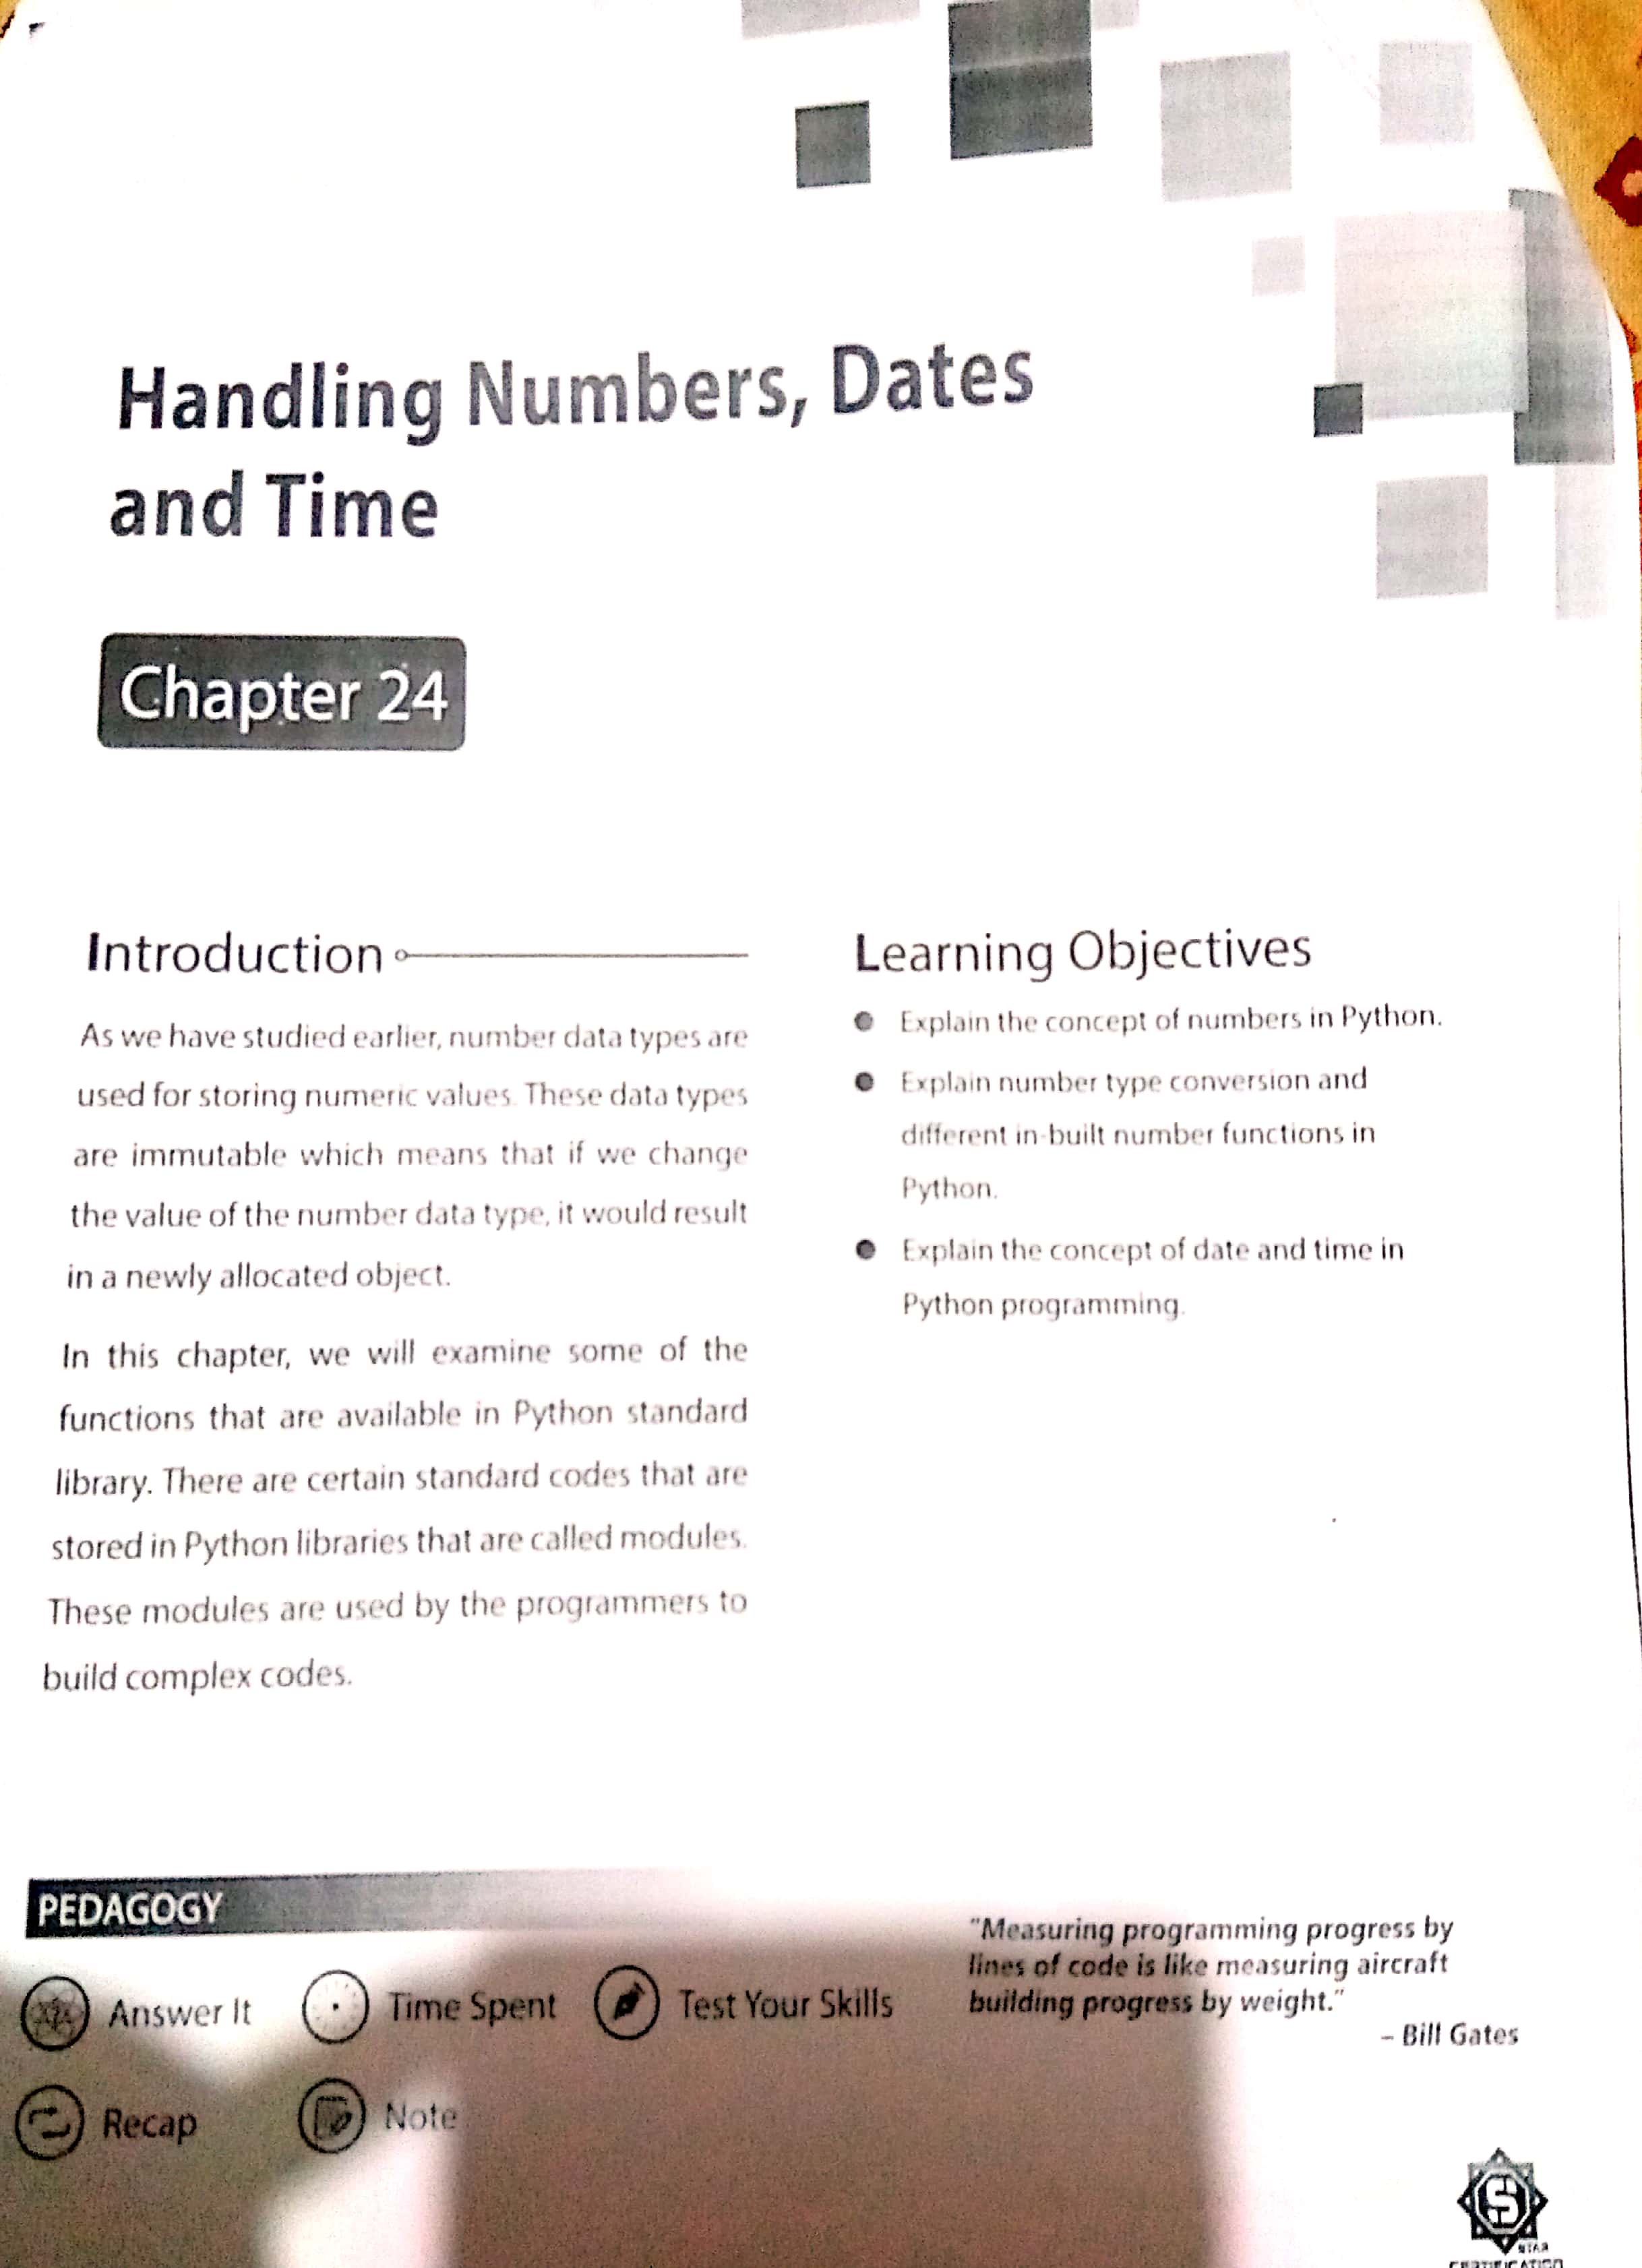 Handling Numbers, Dates
and Time
Chapter 24
Introduction
As we have studied earlier, number data types are
used for storing numeric values. These data types
are immutable which means that if we change
the value of the number data type, it would result
in a newly allocated object.
In this chapter, we will examine some of the
functions that are available in Python standard
library. There are certain standard codes that are
stored in Python libraries that are called modules.
These modules are used by the programmers to
build complex codes.
Learning Objectives
Explain the concept of numbers in Python.
Explain number type conversion and
different in-built number functions in
Python.
Explain the concept of date and time in
Python programming.
PEDAGOGY
Answer It
Time Spent
Test Your Skills
Recap
Note
"Measuring programming progress by
lines of code is like measuring aircraft
building progress by weight."
– Bill Gates
S
STAR
CERTIFICATION